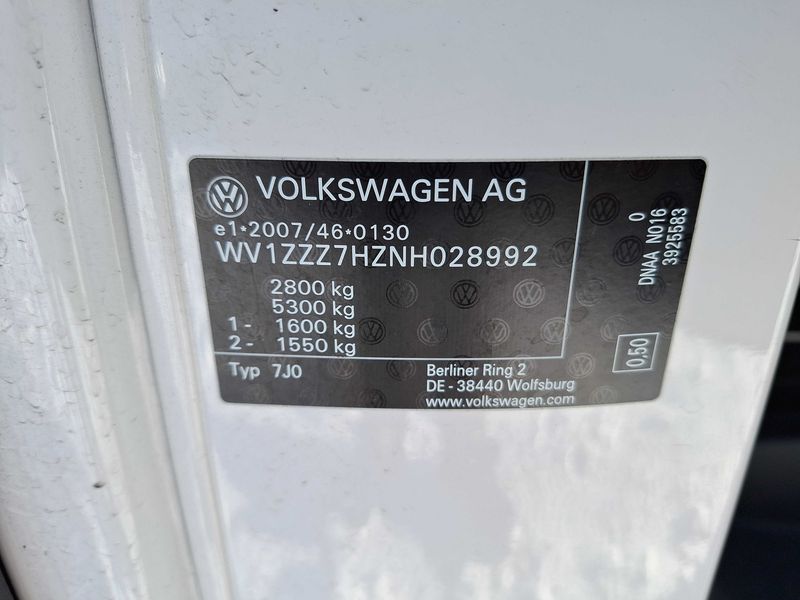 VOLKSWAGEN AG
e1*2007/46*0130
WV1ZZZ7HZNH028992
2800 kg
5300 kg
1- 1600 kg
2- 1550 kg
Typ 7J0
Berliner Ring 2
DE - 38440 Wolfsburg
www.volkswagen.com
0
DNAA N016
3925583
0,50